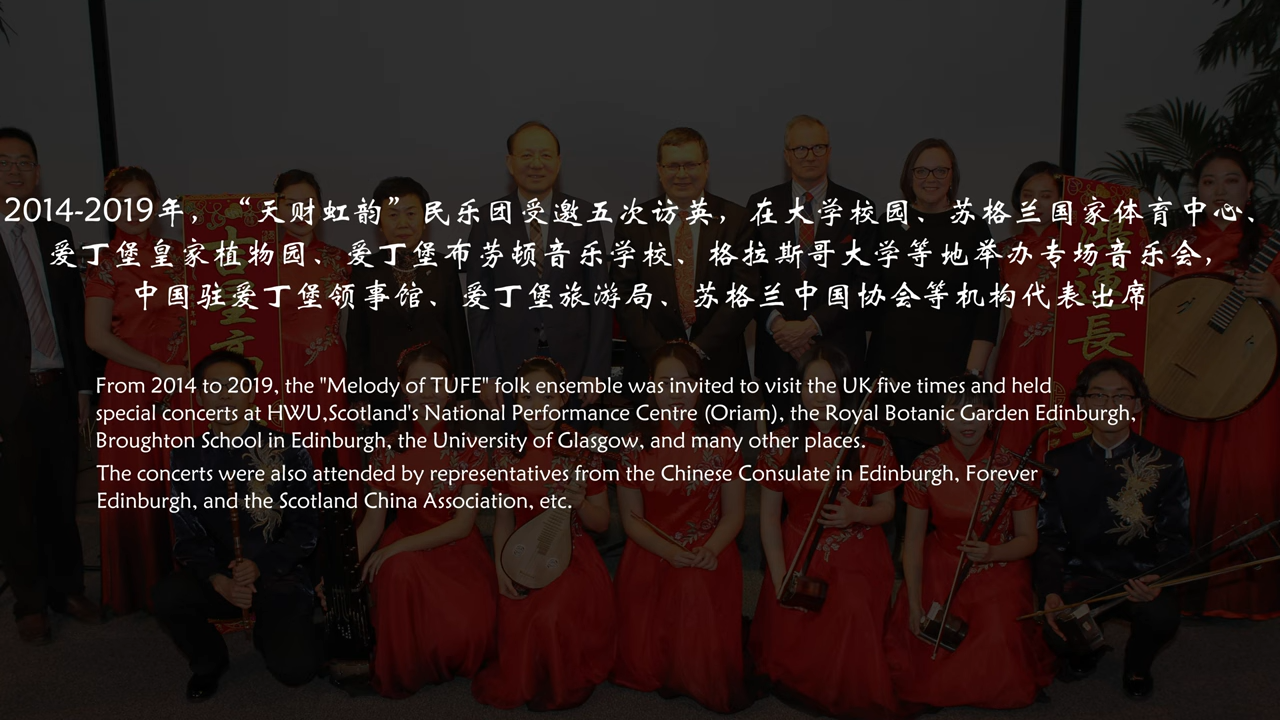 2014-2019年，“天财虹韵”民乐团受邀五次访英，在大学校园、苏格兰国家体育中心、
爱丁堡皇家植物园、爱丁堡布劳顿音乐学校、格拉斯哥大学等地举办专场音乐会，
中国驻爱丁堡领事馆、爱丁堡旅游局、苏格兰中国协会等机构代表出席
From 2014 to 2019, the "Melody of TUFE" folk ensemble was invited to visit the UK five times and held
special concerts at HWU,Scotland's National Performance Centre (Oriam), the Royal Botanic Garden Edinburgh,
Broughton School in Edinburgh, the University of Glasgow, and many other places.
The concerts were also attended by representatives from the Chinese Consulate in Edinburgh, Forever
Edinburgh, and the Scotland China Association, etc.